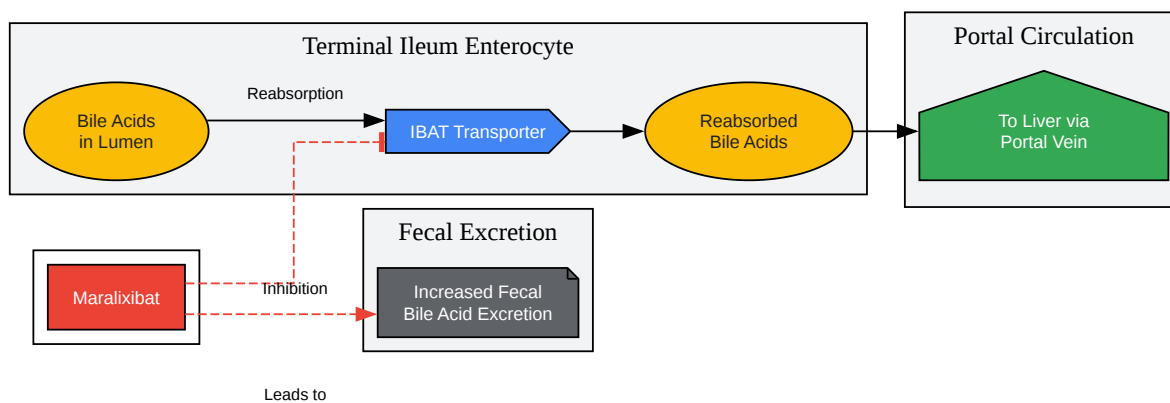 Terminal Ileum Enterocyte
Portal Circulation
Reabsorption
Bile Acids
in Lumen
IBAT Transporter
Reabsorbed
Bile Acids
To Liver via
Portal Vein
Fecal Excretion
Maralixibat
Inhibition
Increased Fecal
Bile Acid Excretion
Leads to